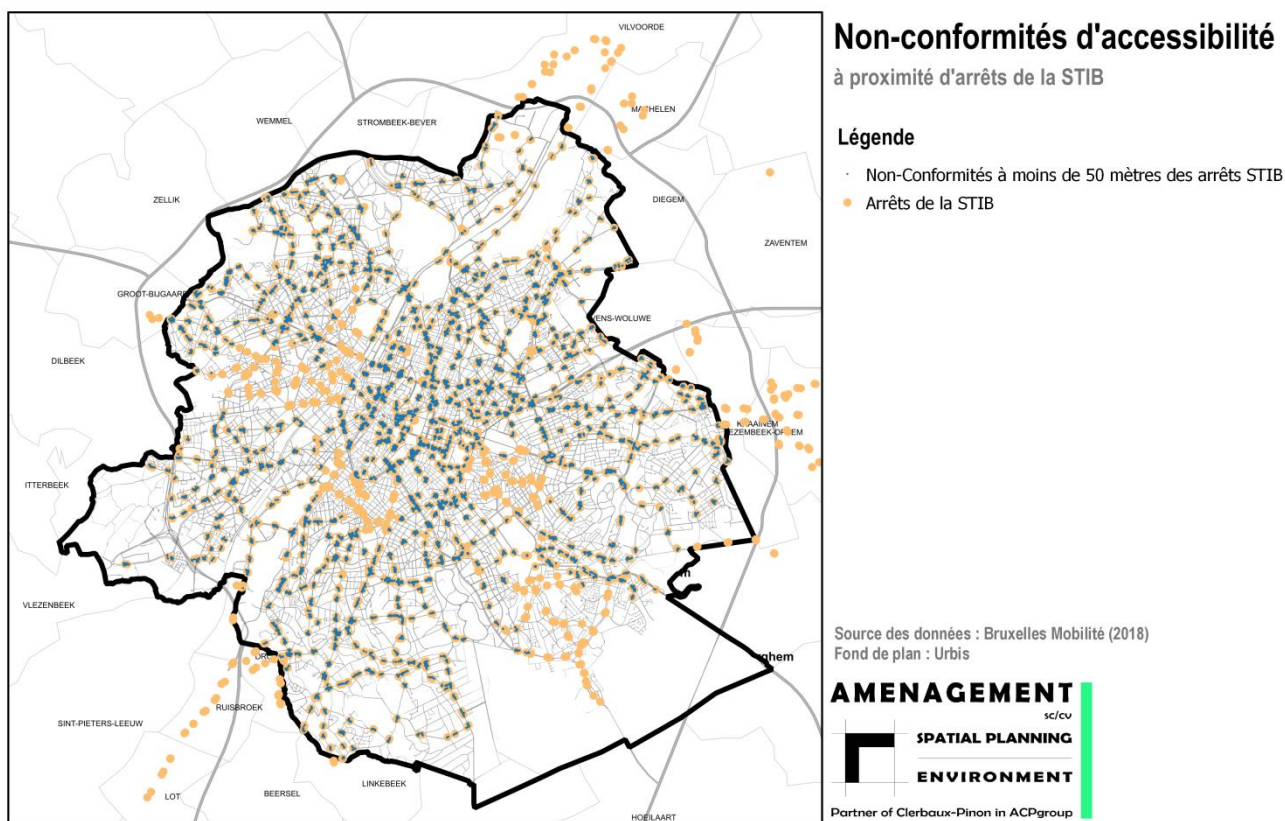 VILVOORDE
WEMMEL
STROMBEEK-BEVER
ZELLIK
DIEGEM
ZAVENTEM
DILBEEK
ITTERBEEK
VLEZENBEEK
SINT-PIETERS-LEEUW
RUISBROEK
LOT
BEERSEL
LINKEBEEK
HOEILAART
Non-conformités d'accessibilité
à proximité d'arrêts de la STIB
Légende
Non-Conformités à moins de 50 mètres des arrêts STIB
Arrêts de la STIB
Source des données : Bruxelles Mobilité (2018)
Fond de plan : Urbis
AMENAGEMENT
sc/cv
SPATIAL PLANNING
ENVIRONMENT
Partner of Clerbaux-Pinon in ACPgroup